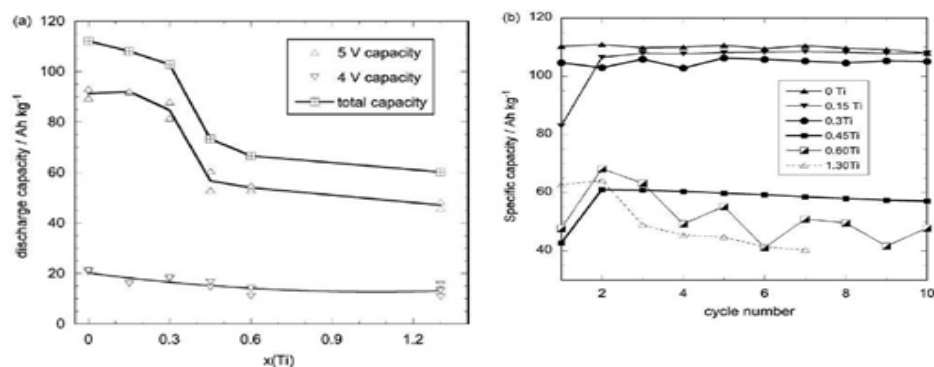 (a)
120
100
80
60
40
20
0
discharge capacity / Ah kg⁻¹
5 V capacity
4 V capacity
total capacity
0 0.3 0.6 0.9 1.2
x(Ti)
(b)
120
100
80
60
40
Specific capacity / Ah kg⁻¹
0 Ti
0.15 Ti
0.3Ti
0.45Ti
0.60Ti
1.30Ti
2 4 6 8 10
cycle number